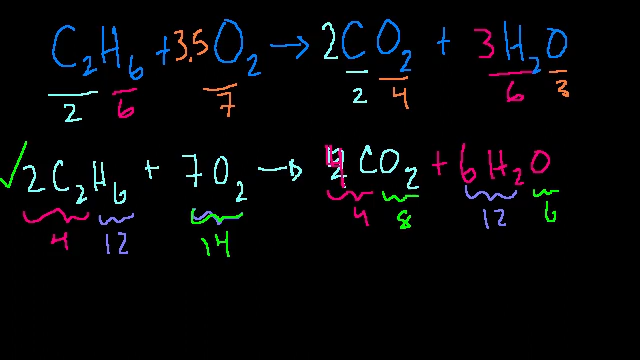 C₂H₆ + 3.5 O₂ → 2CO₂ + 3H₂O
2 6 7 2 4 6 3
√ 2C₂H₆ + 7O₂ → 4CO₂ + 6H₂O
4 12 14 4 8 12 6